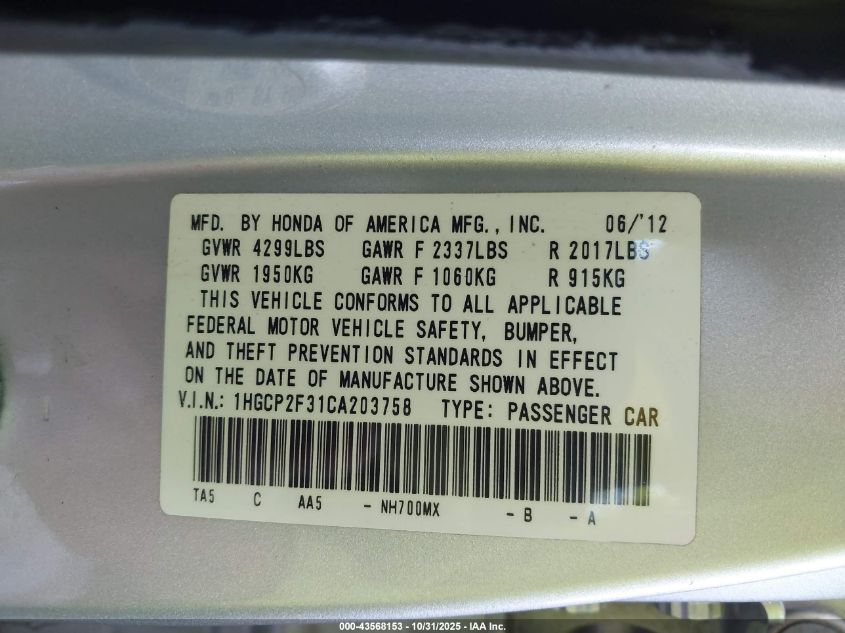 MFD. BY HONDA OF AMERICA MFG., INC. 06/'12
GVWR 4299LBS GAWR F 2337LBS R 2017LBS
GVWR 1950KG GAWR F 1060KG R 915KG
THIS VEHICLE CONFORMS TO ALL APPLICABLE
FEDERAL MOTOR VEHICLE SAFETY, BUMPER,
AND THEFT PREVENTION STANDARDS IN EFFECT
ON THE DATE OF MANUFACTURE SHOWN ABOVE.
V.I.N.: 1HGCP2F31CA203758 TYPE: PASSENGER CAR
TA5 C AA5 - NH700MX - B - A
000-43568153 - 10/31/2025 - IAA Inc.